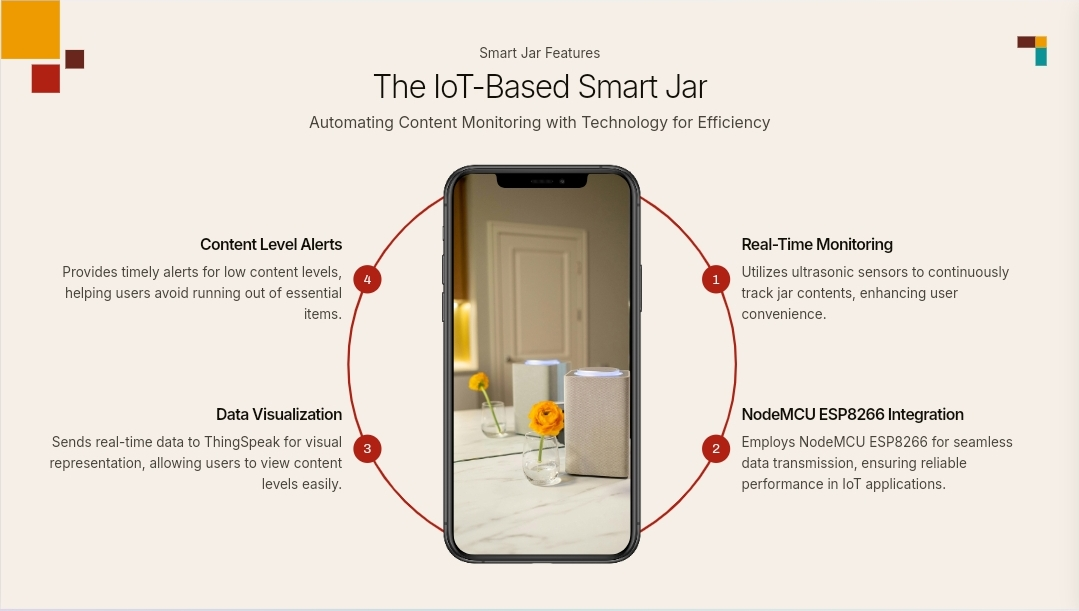 Smart Jar Features
The IoT-Based Smart Jar
Automating Content Monitoring with Technology for Efficiency
Content Level Alerts
Provides timely alerts for low content levels,
helping users avoid running out of essential
items.
4
1
Real-Time Monitoring
Utilizes ultrasonic sensors to continuously
track jar contents, enhancing user
convenience.
Data Visualization
Sends real-time data to ThingSpeak for visual
representation, allowing users to view content
levels easily.
3
2
NodeMCU ESP8266 Integration
Employs NodeMCU ESP8266 for seamless
data transmission, ensuring reliable
performance in IoT applications.